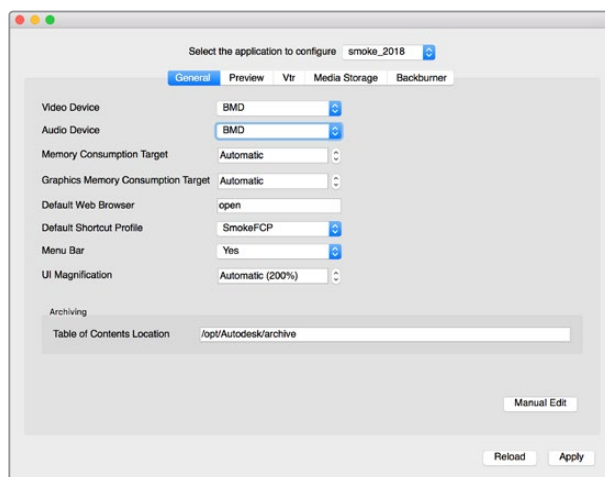 Select the application to configure smoke_2018
General Preview Vtr Media Storage Backburner
Video Device BMD
Audio Device BMD
Memory Consumption Target Automatic
Graphics Memory Consumption Target Automatic
Default Web Browser open
Default Shortcut Profile SmokeFCP
Menu Bar Yes
UI Magnification Automatic (200%)
Archiving
Table of Contents Location /opt/Autodesk/archive
Manual Edit
Reload Apply